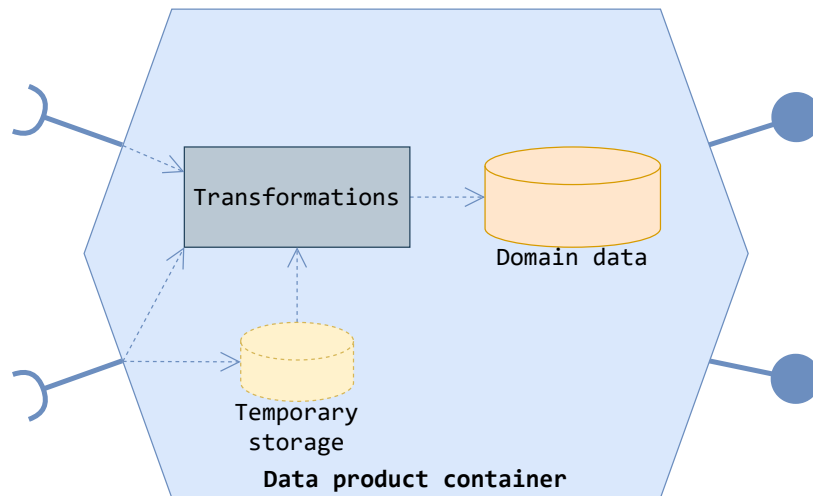 Transformations
Domain data
Temporary
storage
Data product container